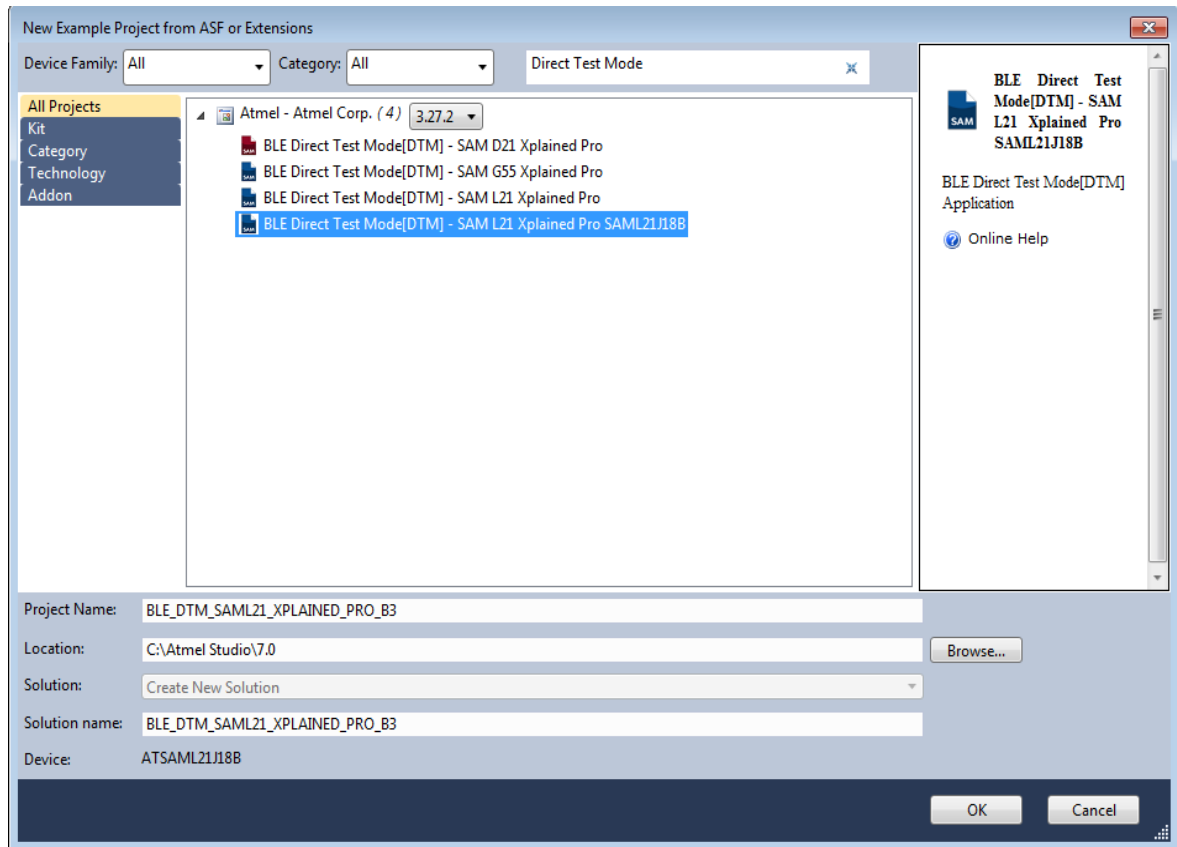 New Example Project from ASF or Extensions
Device Family: All Category: All Direct Test Mode
All Projects
Kit
Category
Technology
Addon
Atmel - Atmel Corp. (4) 3.27.2
BLE Direct Test Mode[DTM] - SAM D21 Xplained Pro
BLE Direct Test Mode[DTM] - SAM G55 Xplained Pro
BLE Direct Test Mode[DTM] - SAM L21 Xplained Pro
BLE Direct Test Mode[DTM] - SAM L21 Xplained Pro SAML21J18B
SAM
BLE Direct Test
Mode[DTM] - SAM
L21 Xplained Pro
SAML21J18B
BLE Direct Test Mode[DTM]
Application
Online Help
Project Name: BLE_DTM_SAML21_XPLAINED_PRO_B3
Location: C:\Atmel Studio\7.0 Browse...
Solution: Create New Solution
Solution name: BLE_DTM_SAML21_XPLAINED_PRO_B3
Device: ATSAML21J18B
OK Cancel